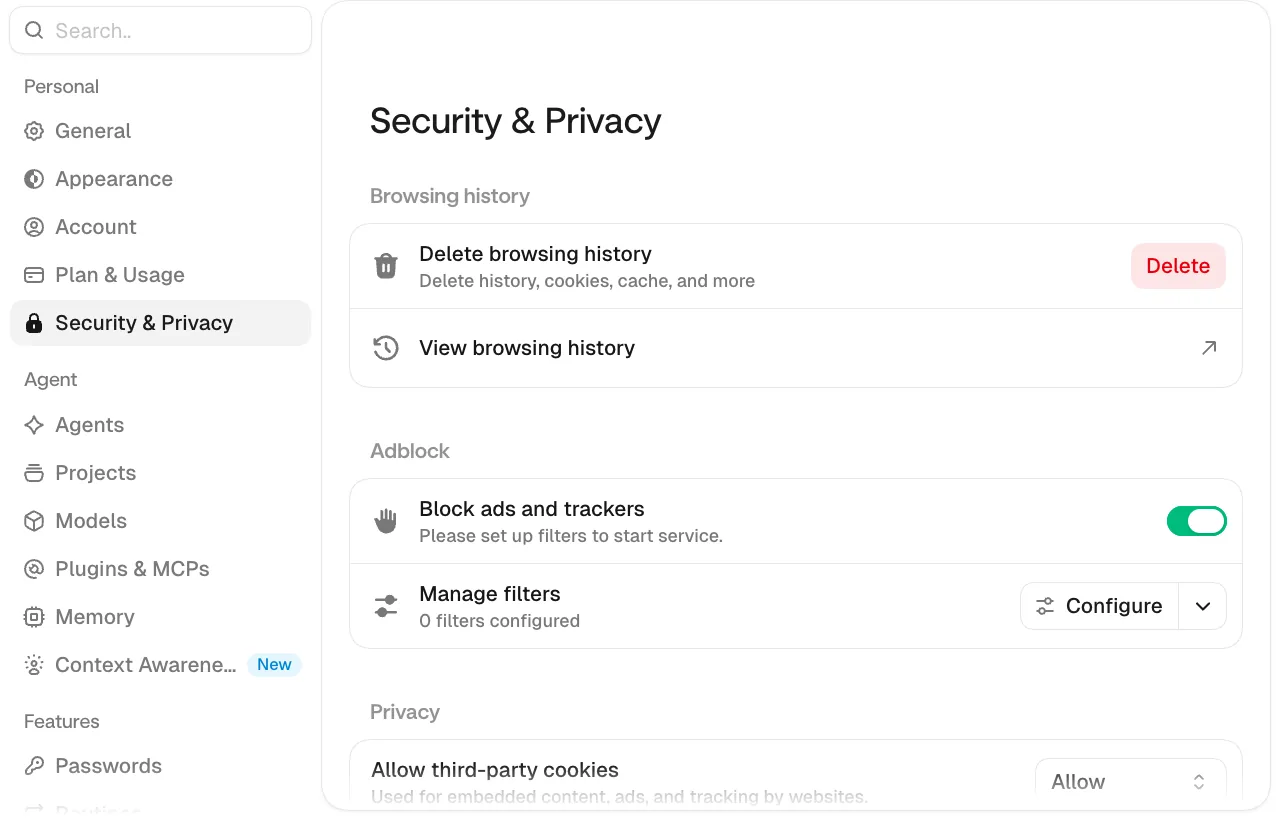 Search..
Personal
General
Appearance
Account
Plan & Usage
Security & Privacy
Agent
Agents
Projects
Models
Plugins & MCPs
Memory
Context Awarene... New
Features
Passwords
Security & Privacy
Browsing history
Delete browsing history
Delete history, cookies, cache, and more
Delete
View browsing history
Adblock
Block ads and trackers
Please set up filters to start service.
Manage filters
0 filters configured
Configure
Privacy
Allow third-party cookies
Used for embedded content, ads, and tracking by websites.
Allow